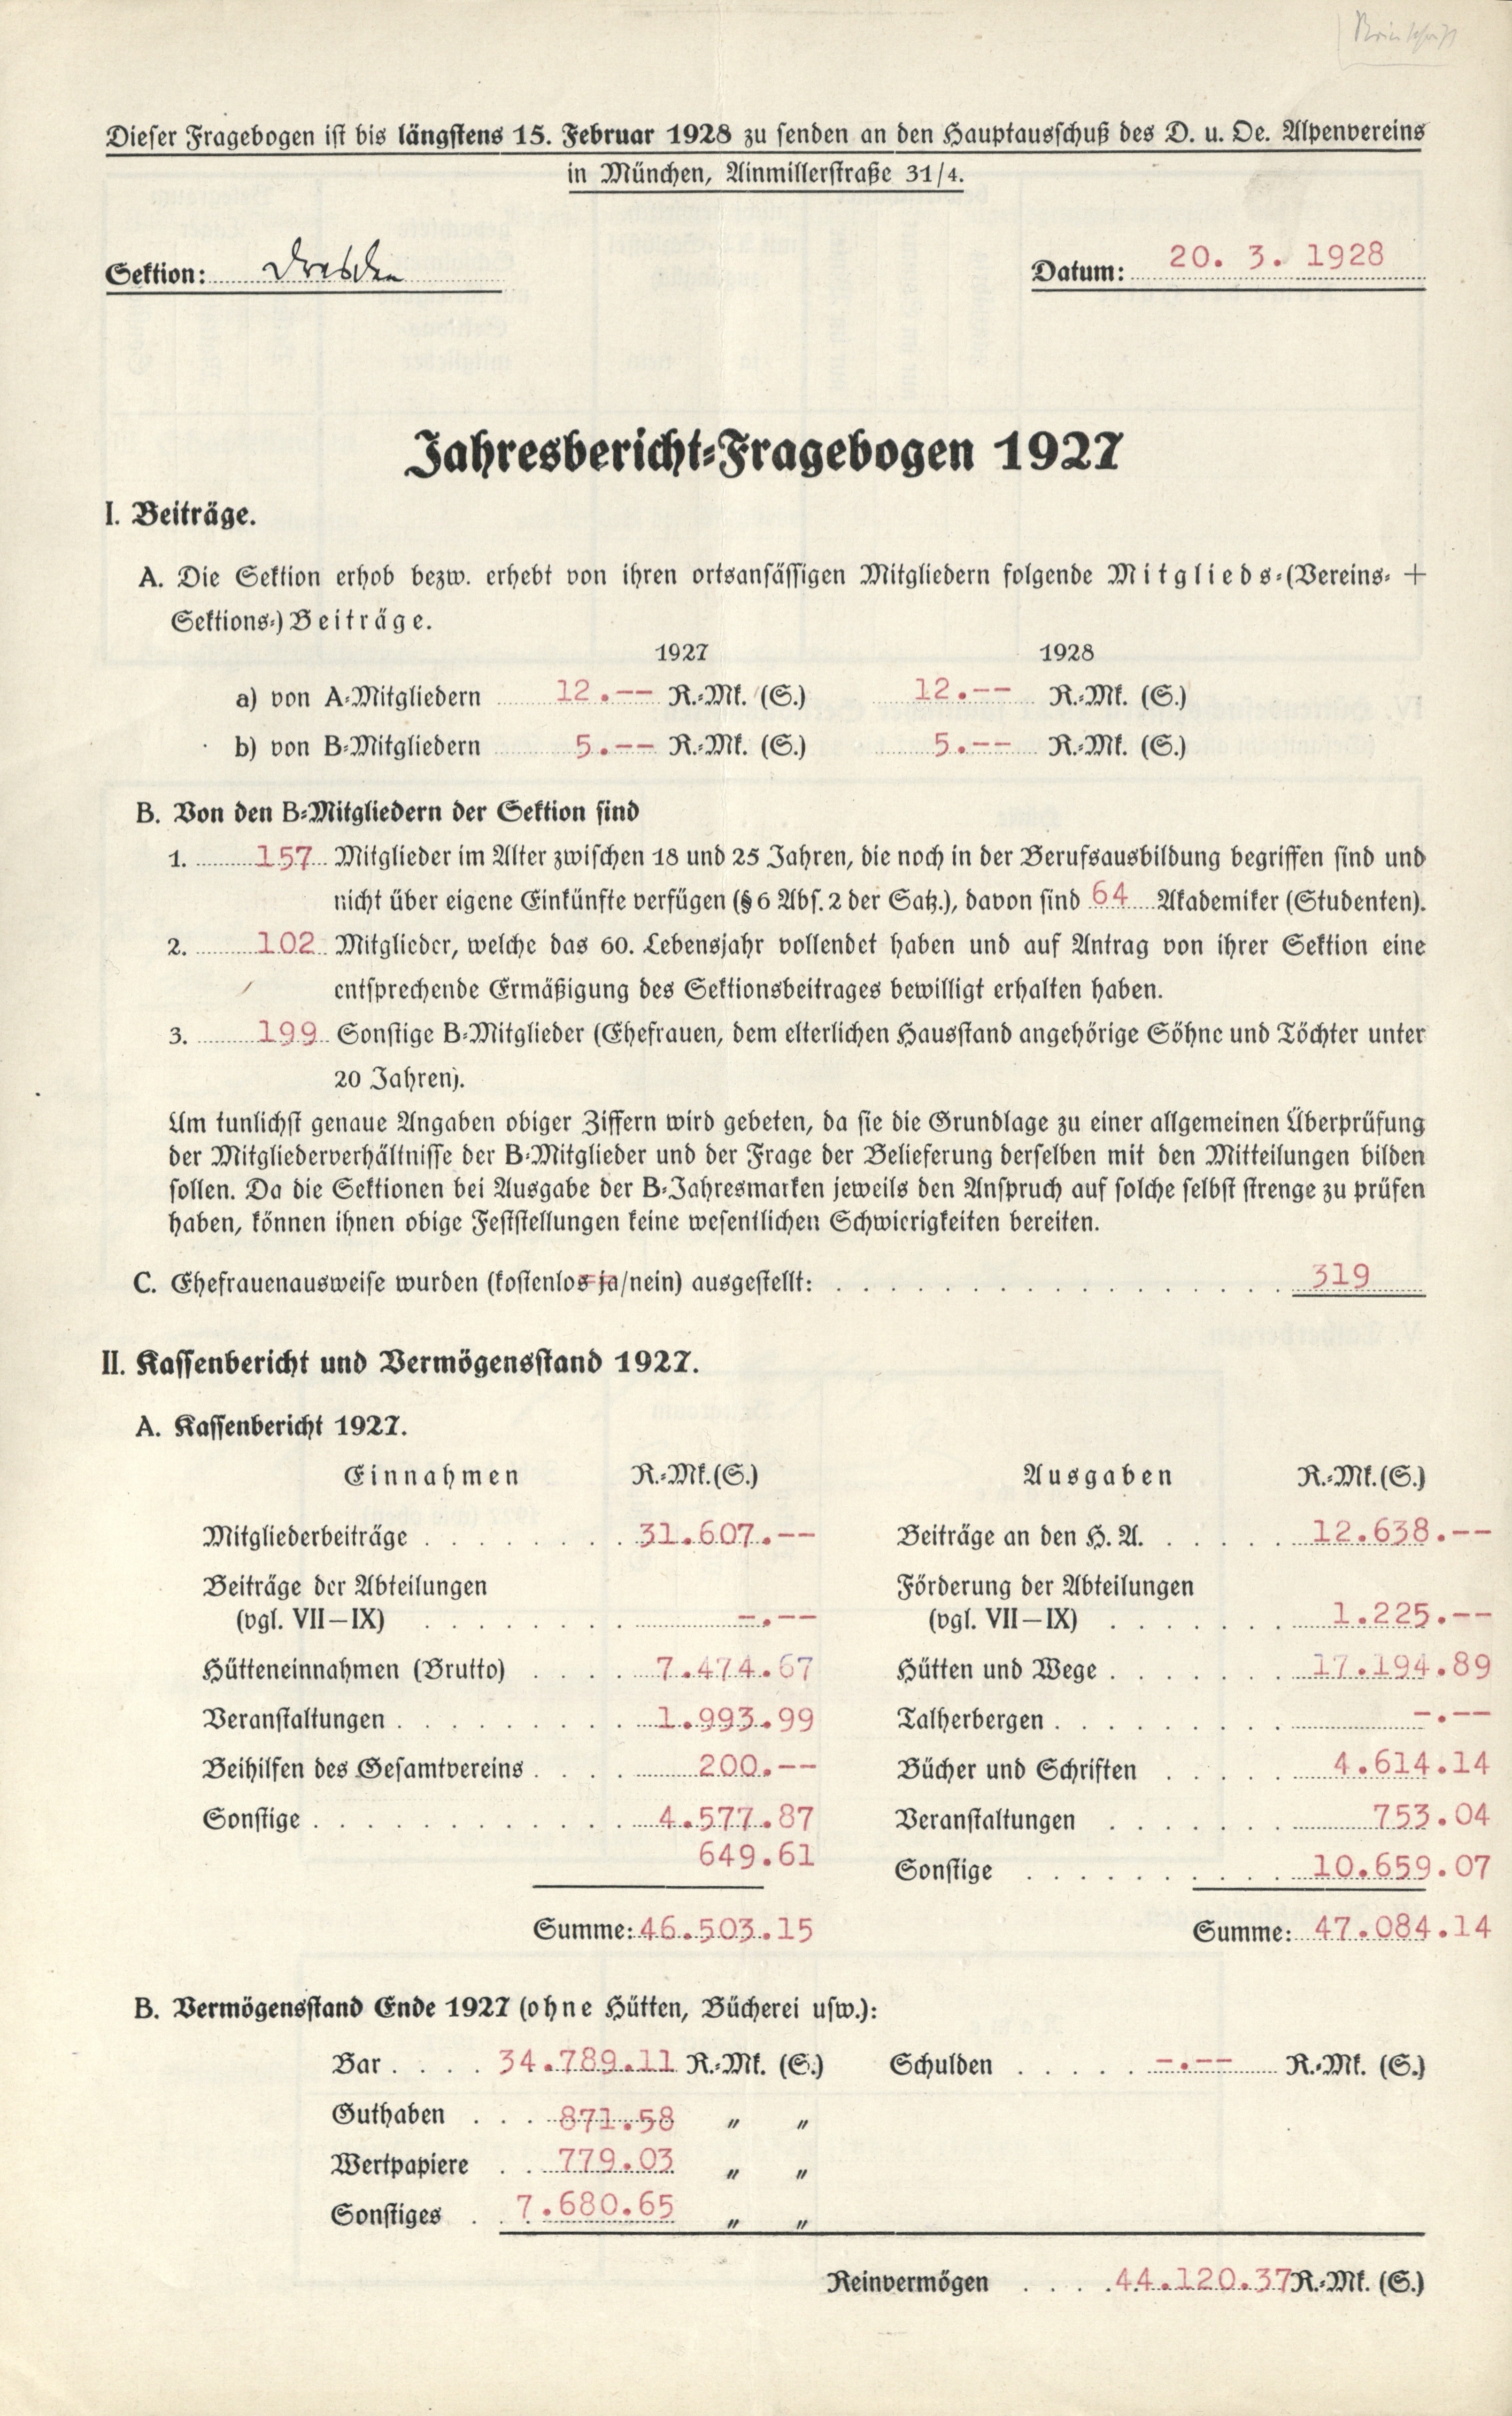 Reinschrift
Dieser Fragebogen ist bis längstens 15. Februar 1928 zu senden an den Hauptausschuß des D. u. Oe. Alpenvereins
in München, Ainmillerstraße 31/4.
Sektion: Dresden Datum: 20. 3. 1928
Jahresbericht-Fragebogen 1927
I. Beiträge.
A. Die Sektion erhob bezw. erhebt von ihren ortsansässigen Mitgliedern folgende Mitglieds-(Vereins- +
Sektions-) Beiträge.
1927 1928
a) von A-Mitgliedern 12.-- R.-Mk. (S.) 12.-- R.-Mk. (S.)
b) von B-Mitgliedern 5.-- R.-Mk. (S.) 5.-- R.-Mk. (S.)
B. Von den B-Mitgliedern der Sektion sind
1. 157 Mitglieder im Alter zwischen 18 und 25 Jahren, die noch in der Berufsausbildung begriffen sind und
nicht über eigene Einkünfte verfügen (§ 6 Abs. 2 der Satz.), davon sind 64 Akademiker (Studenten).
2. 102 Mitglieder, welche das 60. Lebensjahr vollendet haben und auf Antrag von ihrer Sektion eine
entsprechende Ermäßigung des Sektionsbeitrages bewilligt erhalten haben.
3. 199 Sonstige B-Mitglieder (Ehefrauen, dem elterlichen Hausstand angehörige Söhne und Töchter unter
20 Jahren).
Um tunlichst genaue Angaben obiger Ziffern wird gebeten, da sie die Grundlage zu einer allgemeinen Überprüfung
der Mitgliederverhältnisse der B-Mitglieder und der Frage der Belieferung derselben mit den Mitteilungen bilden
sollen. Da die Sektionen bei Ausgabe der B-Jahresmarken jeweils den Anspruch auf solche selbst strenge zu prüfen
haben, können ihnen obige Feststellungen keine wesentlichen Schwierigkeiten bereiten.
C. Ehefrauenausweise wurden (kostenlos ja/nein) ausgestellt: . . . . . . . . . . . . . . . . 319
II. Kassenbericht und Vermögensstand 1927.
A. Kassenbericht 1927.
Einnahmen R.-Mk.(S.) Ausgaben R.-Mk.(S.)
Mitgliederbeiträge . . . . . . . . 31.607.-- Beiträge an den H. A. . . . . . 12.638.--
Beiträge der Abteilungen Förderung der Abteilungen
(vgl. VII—IX) . . . . . . . . -.-- (vgl. VII—IX) . . . . . . . 1.225.--
Hütteneinnahmen (Brutto) . . . . 7.474.67 Hütten und Wege . . . . . . . 17.194.89
Veranstaltungen . . . . . . . . 1.993.99 Talherbergen . . . . . . . . . -.--
Beihilfen des Gesamtvereins . . . . 200.-- Bücher und Schriften . . . . . 4.614.14
Sonstige . . . . . . . . . . . . 4.577.87 Veranstaltungen . . . . . . . 753.04
649.61 Sonstige . . . . . . . . . . 10.659.07
Summe: 46.503.15 Summe: 47.084.14
B. Vermögensstand Ende 1927 (ohne Hütten, Bücherei usw.):
Bar . . . . 34.789.11 R.-Mk. (S.) Schulden . . . . . -.-- R.-Mk. (S.)
Guthaben . . . 871.58 " "
Wertpapiere . . 779.03 " "
Sonstiges . . 7.680.65 " "
Reinvermögen . . . . 44.120.37 R.-Mk. (S.)